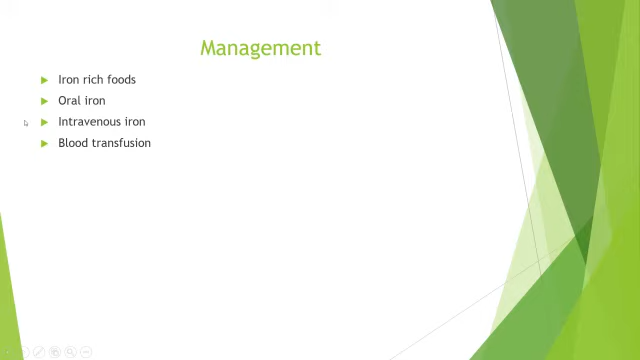 Management
Iron rich foods
Oral iron
Intravenous iron
Blood transfusion